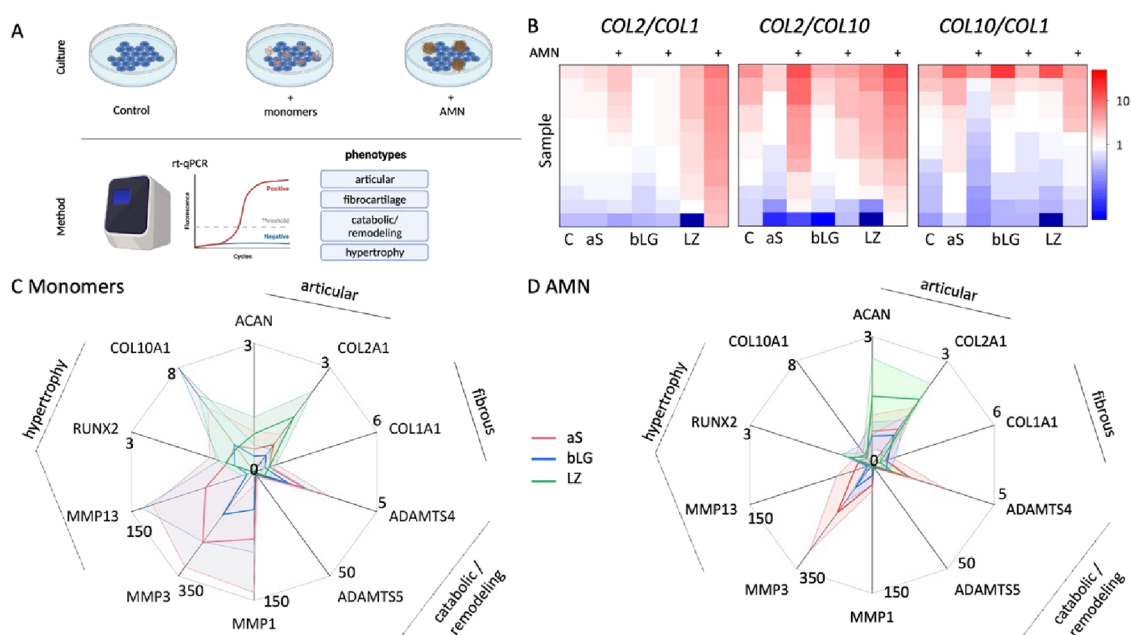 A
Culture
Control
+
monomers
+
AMN
Method
rt-qPCR
Fluorescence
Positive
Threshold
Negative
Cycles
phenotypes
articular
fibrocartilage
catabolic/
remodeling
hypertrophy
B
COL2/COL1
COL2/COL10
COL10/COL1
AMN
+ + +
+ + +
+ + +
Sample
C aS bLG LZ
C aS bLG LZ
C aS bLG LZ
10
1
C Monomers
articular
fibrous
catabolic /
remodeling
hypertrophy
ACAN
3
COL2A1
3
COL1A1
6
ADAMTS4
5
ADAMTS5
50
MMP1
150
MMP3
350
MMP13
150
RUNX2
3
COL10A1
8
0
aS
bLG
LZ
D AMN
articular
fibrous
catabolic /
remodeling
hypertrophy
ACAN
3
COL2A1
3
COL1A1
6
ADAMTS4
5
ADAMTS5
50
MMP1
150
MMP3
350
MMP13
150
RUNX2
3
COL10A1
8
0